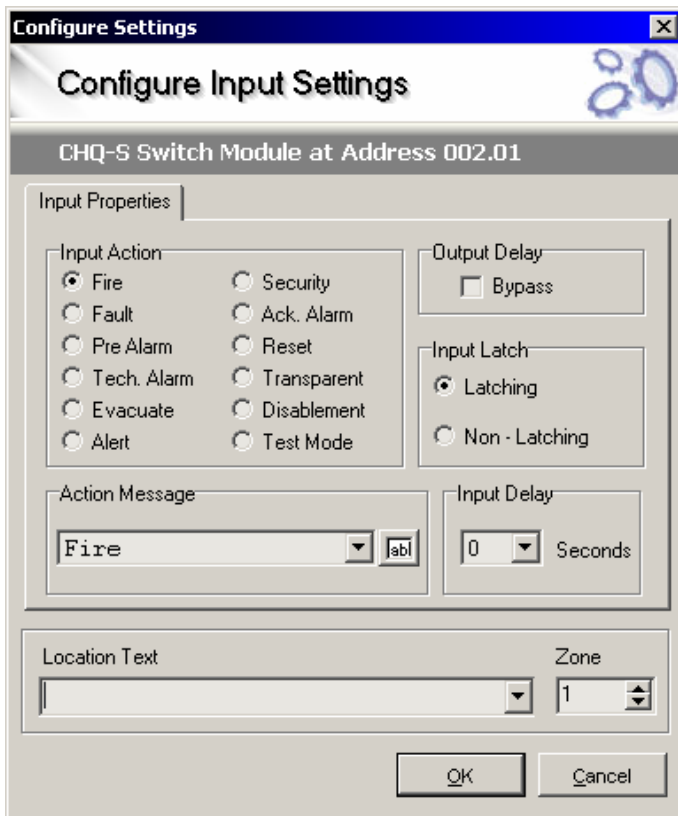 Configure Settings
Configure Input Settings
CHQ-S Switch Module at Address 002.01
Input Properties
Input Action
Fire
Fault
Pre Alarm
Tech. Alarm
Evacuate
Alert
Security
Ack. Alarm
Reset
Transparent
Disablement
Test Mode
Output Delay
Bypass
Input Latch
Latching
Non - Latching
Action Message
Fire
abl
Input Delay
0 Seconds
Location Text
Zone
1
OK
Cancel